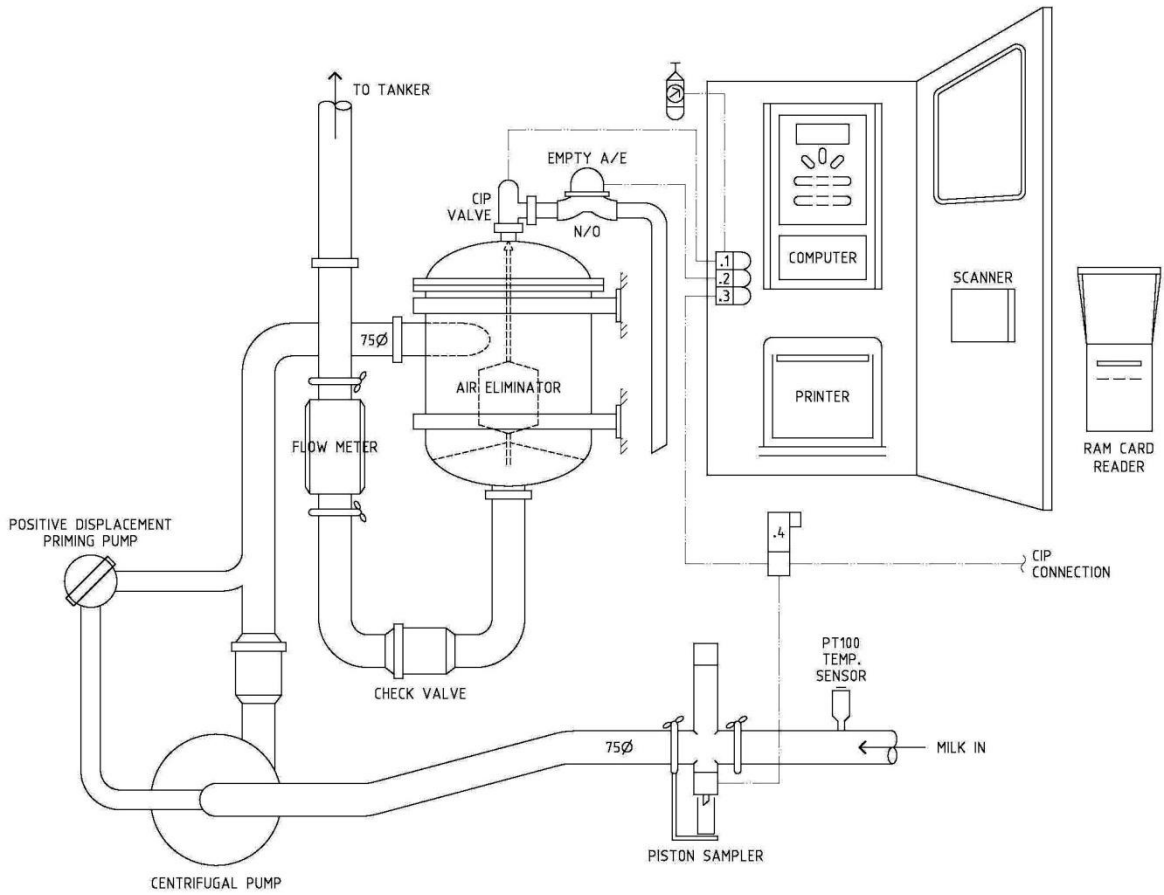 TO TANKER
EMPTY A/E
CIP
VALVE
N/O
.1
.2
.3
COMPUTER
SCANNER
PRINTER
RAM CARD
READER
75Ø
AIR ELIMINATOR
FLOW METER
POSITIVE DISPLACEMENT
PRIMING PUMP
.4
CIP
CONNECTION
CHECK VALVE
PT100
TEMP.
SENSOR
75Ø
MILK IN
PISTON SAMPLER
CENTRIFUGAL PUMP